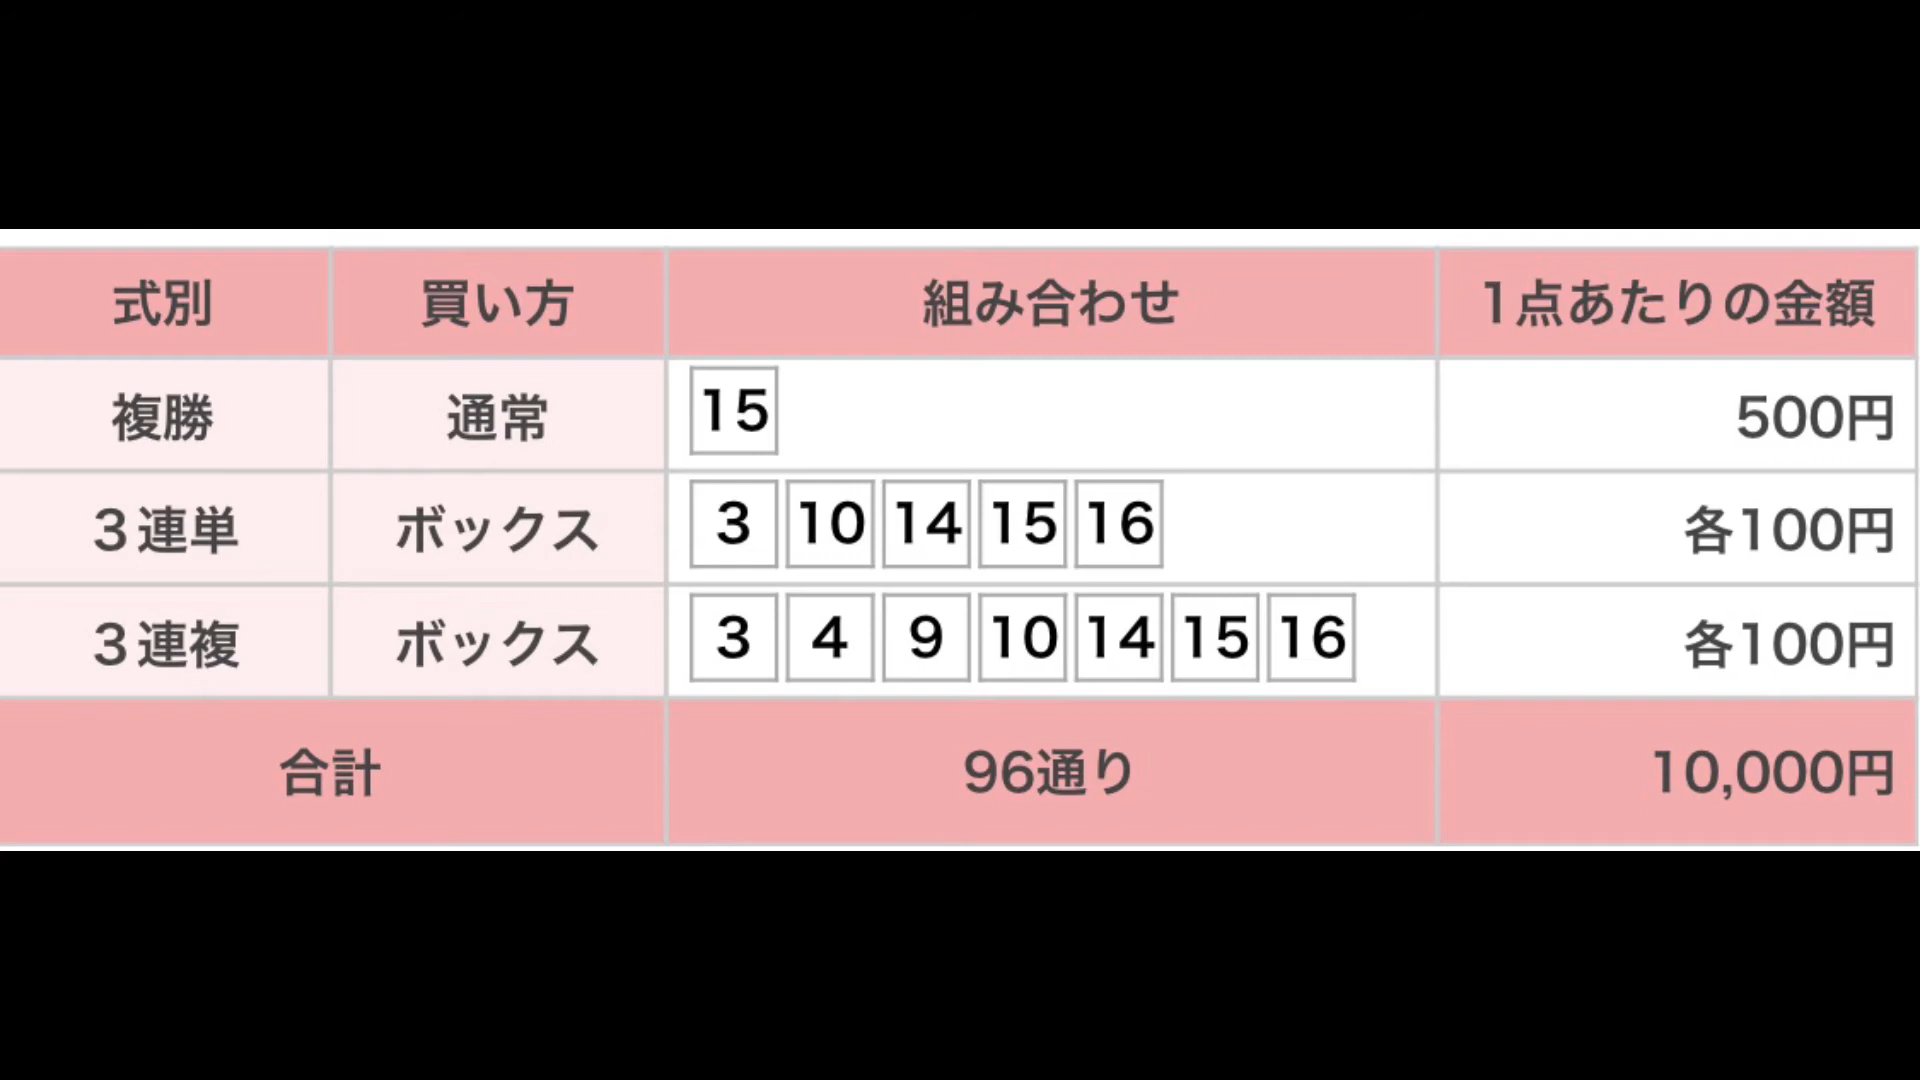 式別 買い方 組み合わせ 1点あたりの金額
複勝 通常 15 500円
３連単 ボックス 3 10 14 15 16 各100円
３連複 ボックス 3 4 9 10 14 15 16 各100円
合計 96通り 10,000円